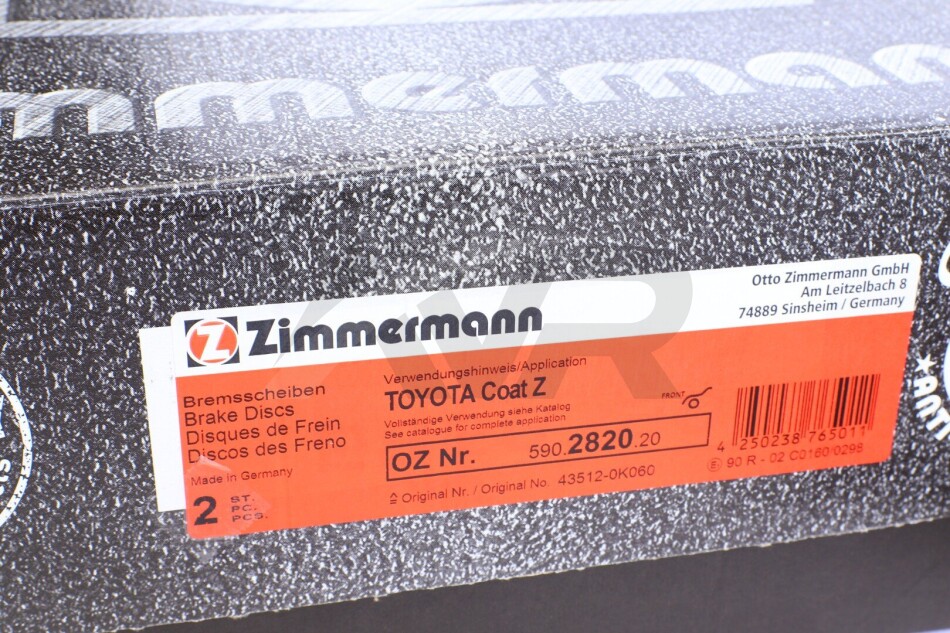 mmermann
Zimmermann
Otto Zimmermann GmbH
Am Leitzelbach 8
74889 Sinsheim / Germany
Bremsscheiben
Brake Discs
Disques de Frein
Discos des Freno
Made in Germany
2 ST.
PC.
PCS.
Verwendungshinweis/Application
TOYOTA Coat Z
Vollständige Verwendung siehe Katalog
See catalogue for complete application
FRONT
OZ Nr. 590.2820.20
≙ Original Nr. / Original No. 43512-0K060
4 250238 765011
E1 90 R - 02 C0160/0298